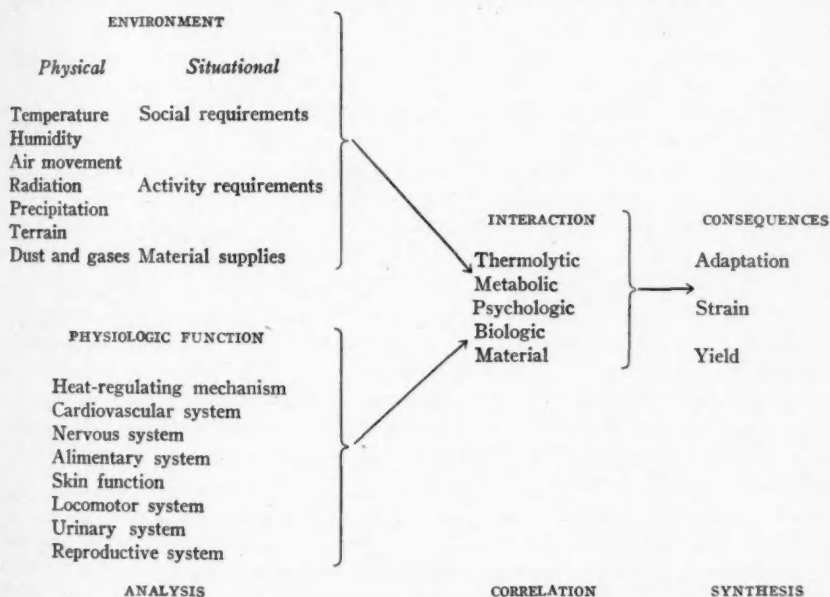 ENVIRONMENT
Physical Situational
Temperature Social requirements
Humidity
Air movement
Radiation Activity requirements
Precipitation
Terrain
Dust and gases Material supplies
INTERACTION CONSEQUENCES
Thermolytic Adaptation
Metabolic
Psychologic Strain
Biologic
Material Yield
PHYSIOLOGIC FUNCTION
Heat-regulating mechanism
Cardiovascular system
Nervous system
Alimentary system
Skin function
Locomotor system
Urinary system
Reproductive system
ANALYSIS CORRELATION SYNTHESIS